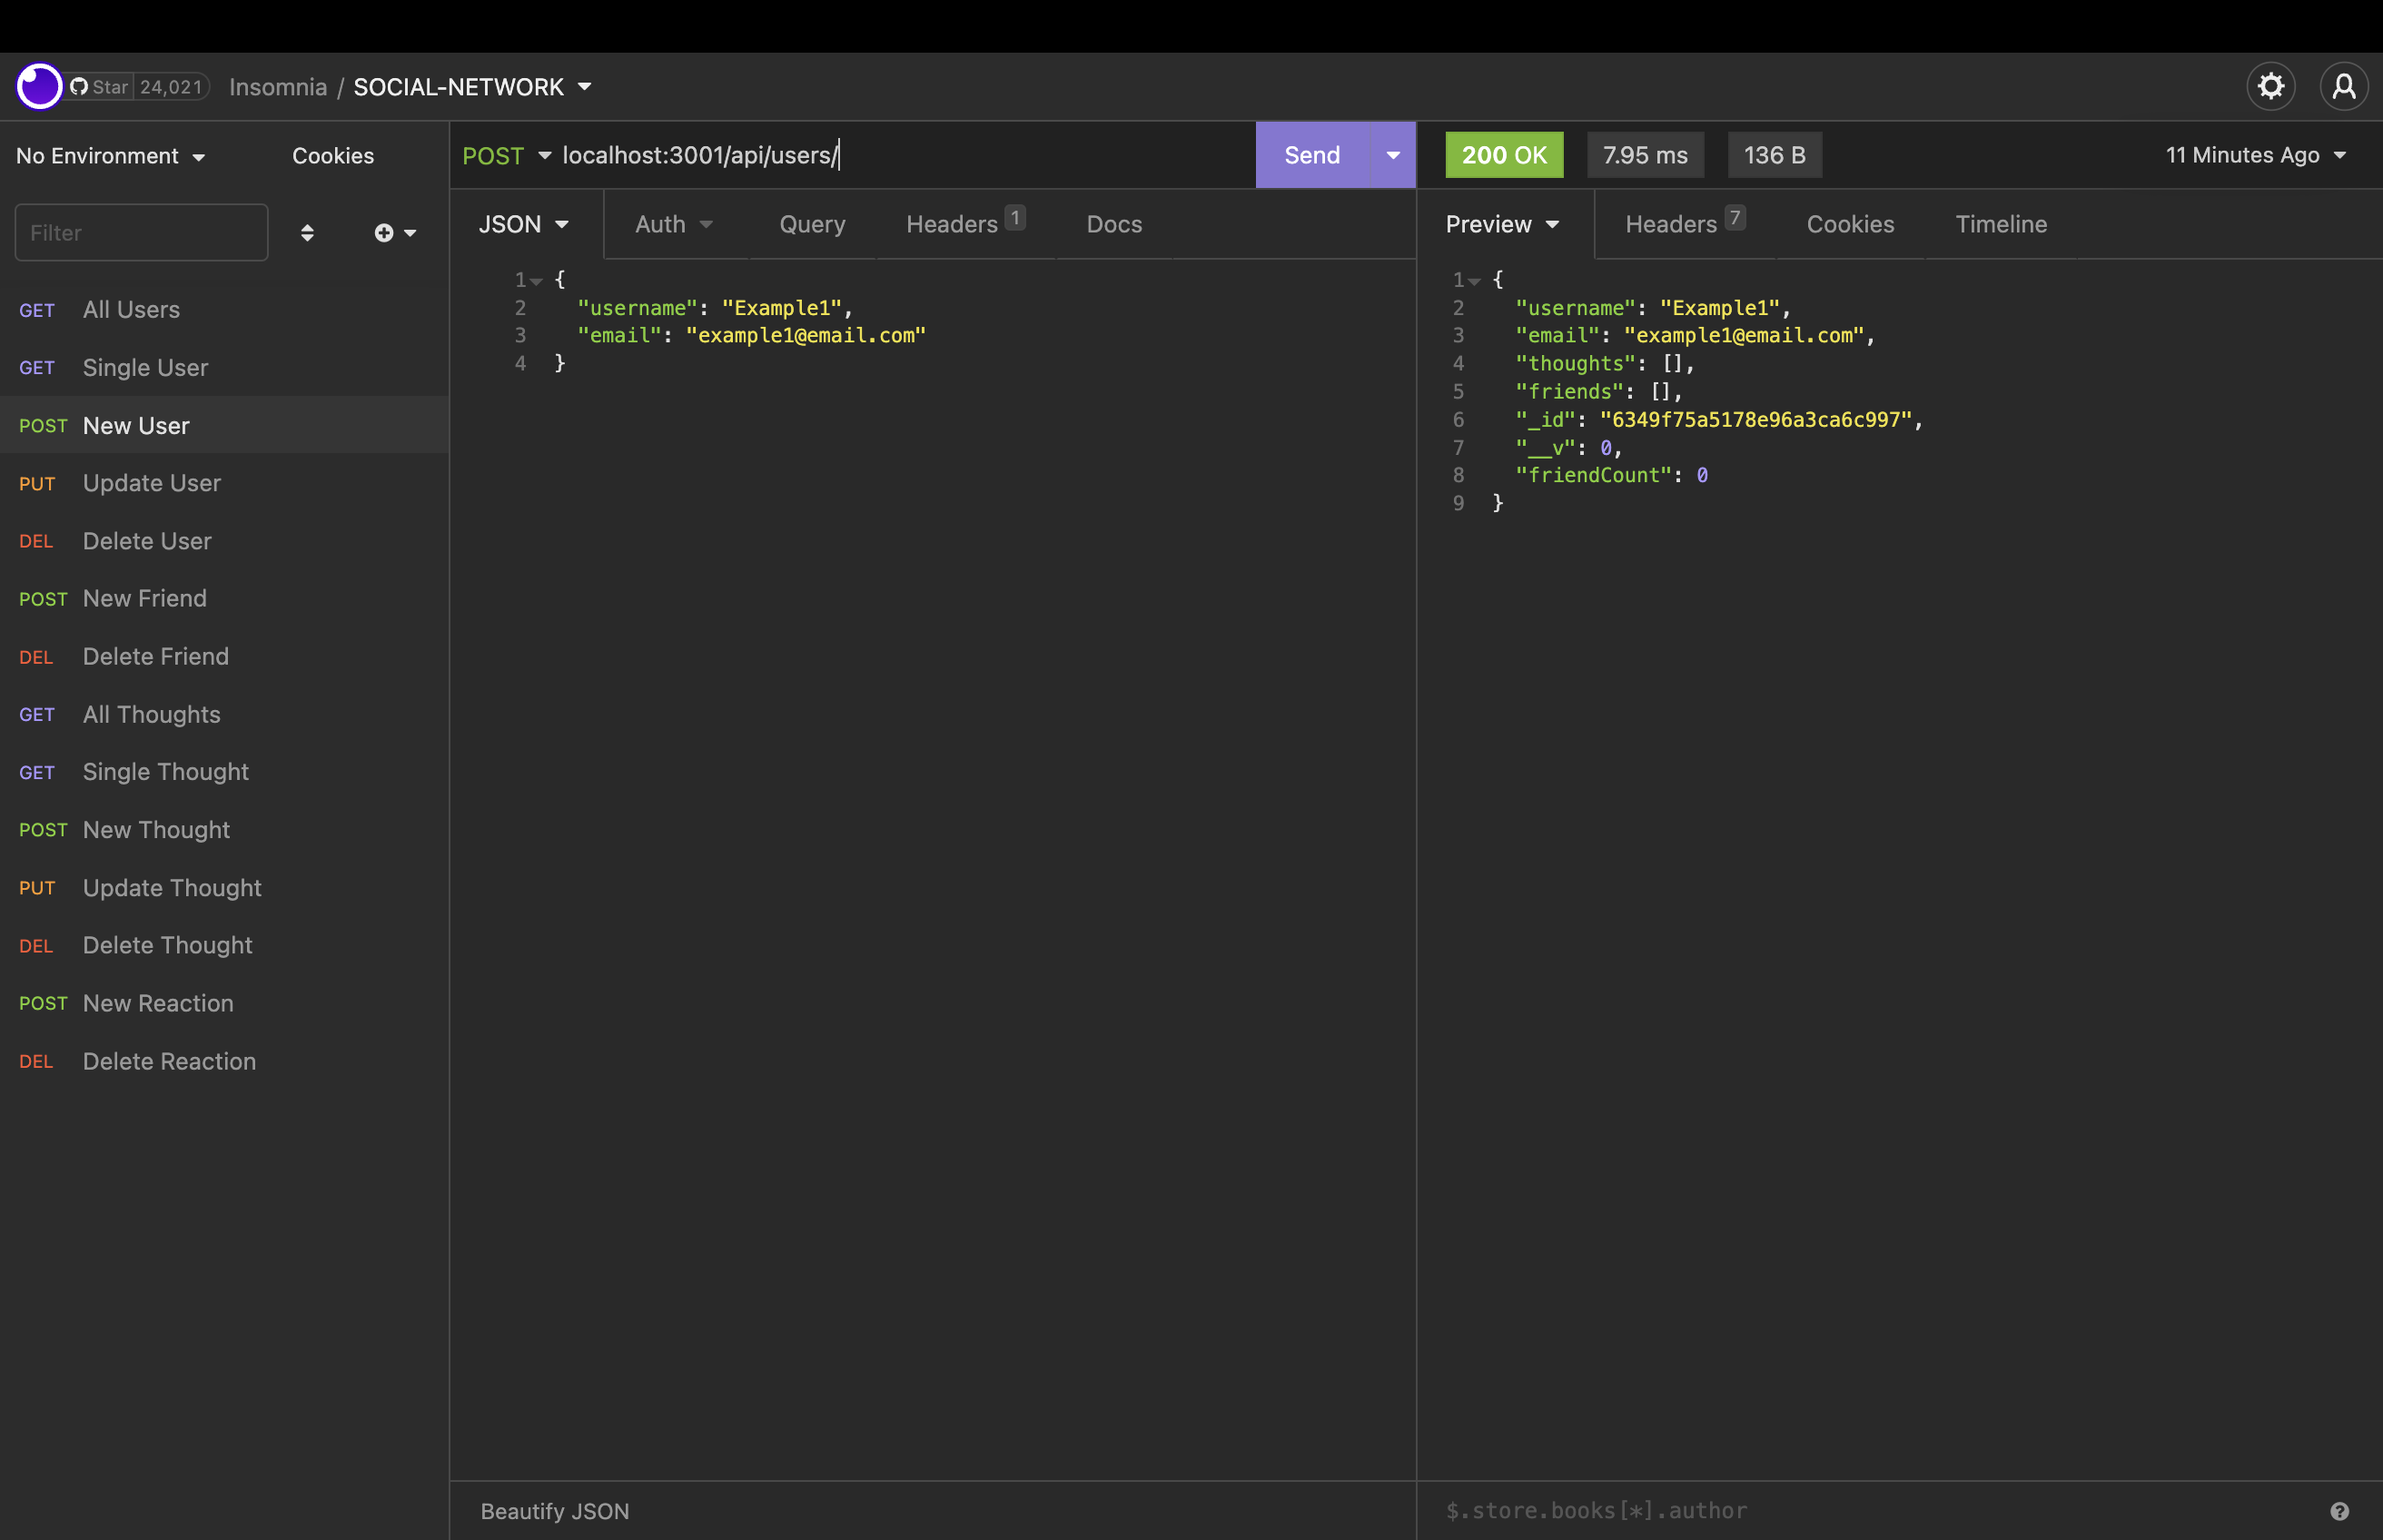 Star 24,021 Insomnia / SOCIAL-NETWORK
No Environment Cookies
Filter
GET All Users
GET Single User
POST New User
PUT Update User
DEL Delete User
POST New Friend
DEL Delete Friend
GET All Thoughts
GET Single Thought
POST New Thought
PUT Update Thought
DEL Delete Thought
POST New Reaction
DEL Delete Reaction
POST localhost:3001/api/users/ Send
JSON Auth Query Headers 1 Docs
1 {
2 "username": "Example1",
3 "email": "example1@email.com"
4 }
Beautify JSON
200 OK 7.95 ms 136 B 11 Minutes Ago
Preview Headers 7 Cookies Timeline
1 {
2 "username": "Example1",
3 "email": "example1@email.com",
4 "thoughts": [],
5 "friends": [],
6 "_id": "6349f75a5178e96a3ca6c997",
7 "__v": 0,
8 "friendCount": 0
9 }
$.store.books[*].author ?